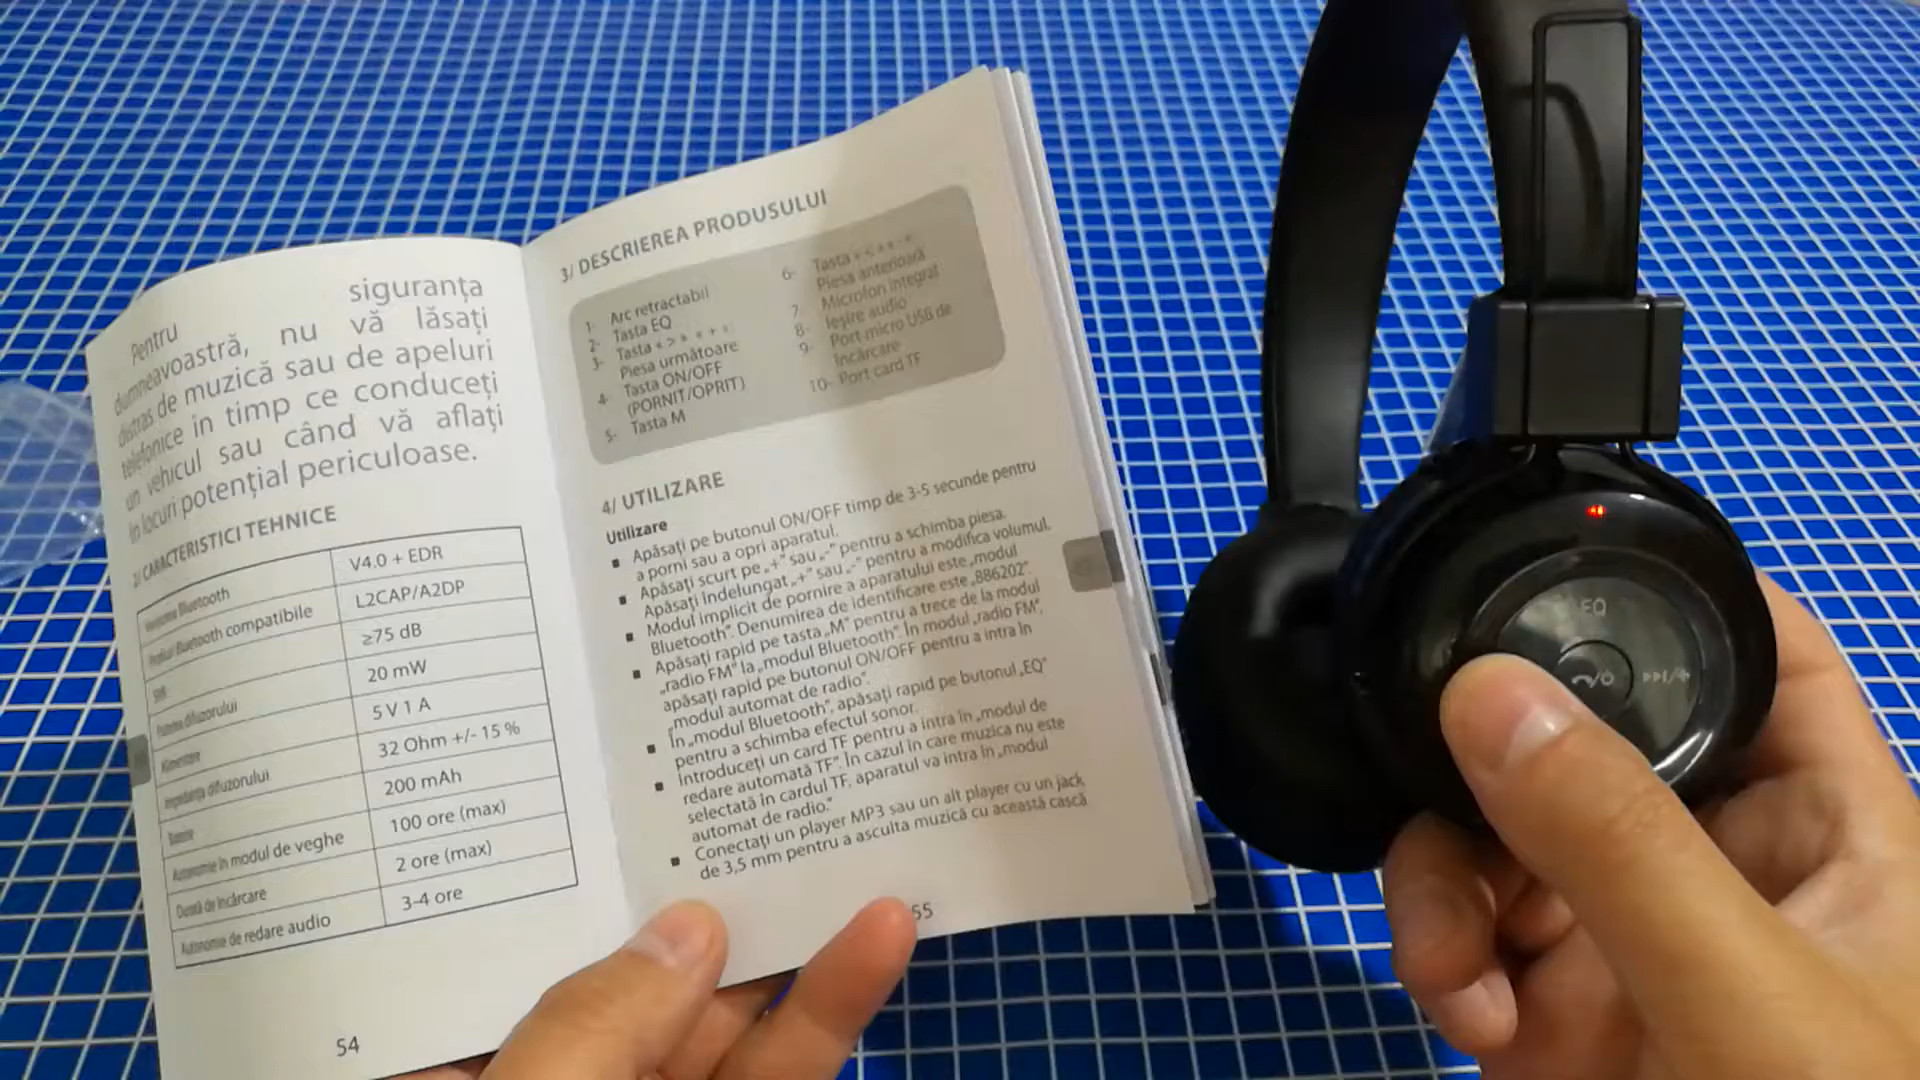 Pentru siguranța
dumneavoastră, nu vă lăsați
distras de muzică sau de apeluri
telefonice in timp ce conduceți
un vehicul sau când vă aflați
în locuri potențial periculoase.
2/ CARACTERISTICI TEHNICE
Bluetooth V4.0 + EDR
Profiluri Bluetooth compatibile L2CAP/A2DP
≥75 dB
difuzorului 20 mW
Alimentare 5 V 1 A
Impedanța difuzorului 32 Ohm +/- 15 %
200 mAh
Autonomie în modul de veghe 100 ore (max)
Durată de încărcare 2 ore (max)
Autonomie de redare audio 3-4 ore
54
3/ DESCRIEREA PRODUSULUI
1- Arc retractabil
2- Tasta EQ
3- Tasta « > » « + »:
Piesa următoare
4- Tasta ON/OFF
(PORNIT/OPRIT)
5- Tasta M
6- Tasta « < » « - »:
Piesa anterioară
7- Microfon integrat
8- Ieșire audio
9- Port micro USB de
încărcare
10- Port card TF
4/ UTILIZARE
Utilizare
▪ Apăsați pe butonul ON/OFF timp de 3-5 secunde pentru
a porni sau a opri aparatul.
▪ Apăsați scurt pe „+” sau „-” pentru a schimba piesa.
Apăsați îndelungat „+” sau „-” pentru a modifica volumul.
▪ Modul implicit de pornire a aparatului este „modul
Bluetooth”. Denumirea de identificare este „886202”.
▪ Apăsați rapid pe tasta „M” pentru a trece de la modul
„radio FM” la „modul Bluetooth”. În modul „radio FM”,
apăsați rapid pe butonul ON/OFF pentru a intra în
„modul automat de radio”.
▪ În „modul Bluetooth”, apăsați rapid pe butonul „EQ”
pentru a schimba efectul sonor.
▪ Introduceți un card TF pentru a intra în „modul de
redare automată TF”. În cazul în care muzica nu este
selectată în cardul TF, aparatul va intra în „modul
automat de radio.”
▪ Conectați un player MP3 sau un alt player cu un jack
de 3,5 mm pentru a asculta muzică cu această cască
55
EQ